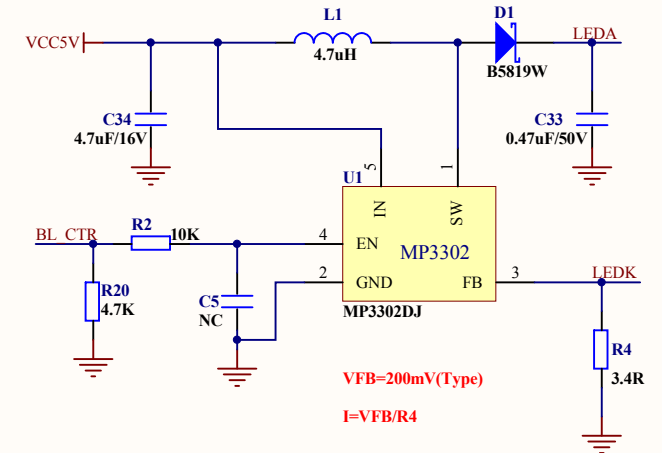 L1
D1
VCC5V
LEDA
4.7uH
B5819W
C34
4.7uF/16V
C33
0.47uF/50V
U1
5
1
IN
SW
R2
10K
BL_CTR
4
EN
MP3302
R20
4.7K
C5
NC
2
GND
FB
3
LEDK
MP3302DJ
R4
3.4R
VFB=200mV(Type)
I=VFB/R4